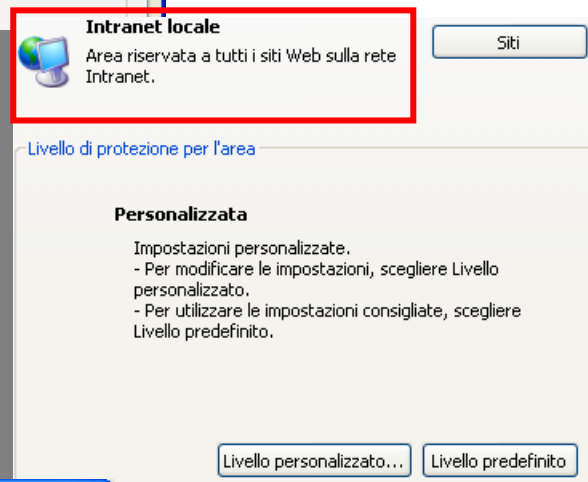 Intranet locale
Area riservata a tutti i siti Web sulla rete
Intranet.
Siti
Livello di protezione per l'area
Personalizzata
Impostazioni personalizzate.
- Per modificare le impostazioni, scegliere Livello
personalizzato.
- Per utilizzare le impostazioni consigliate, scegliere
Livello predefinito.
Livello personalizzato...
Livello predefinito